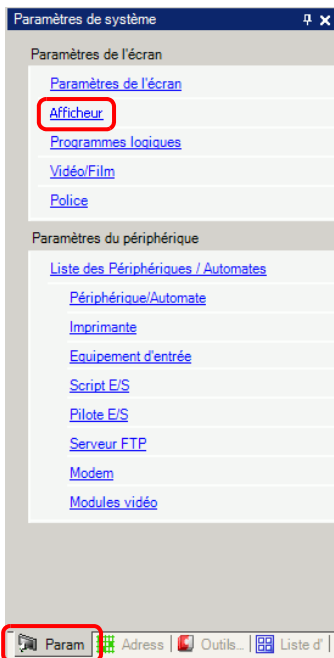 Paramètres de système
Paramètres de l'écran
Paramètres de l'écran
Afficheur
Programmes logiques
Vidéo/Film
Police
Paramètres du périphérique
Liste des Périphériques / Automates
Périphérique/Automate
Imprimante
Equipement d'entrée
Script E/S
Pilote E/S
Serveur FTP
Modem
Modules vidéo
Param Adress Outils... Liste d'